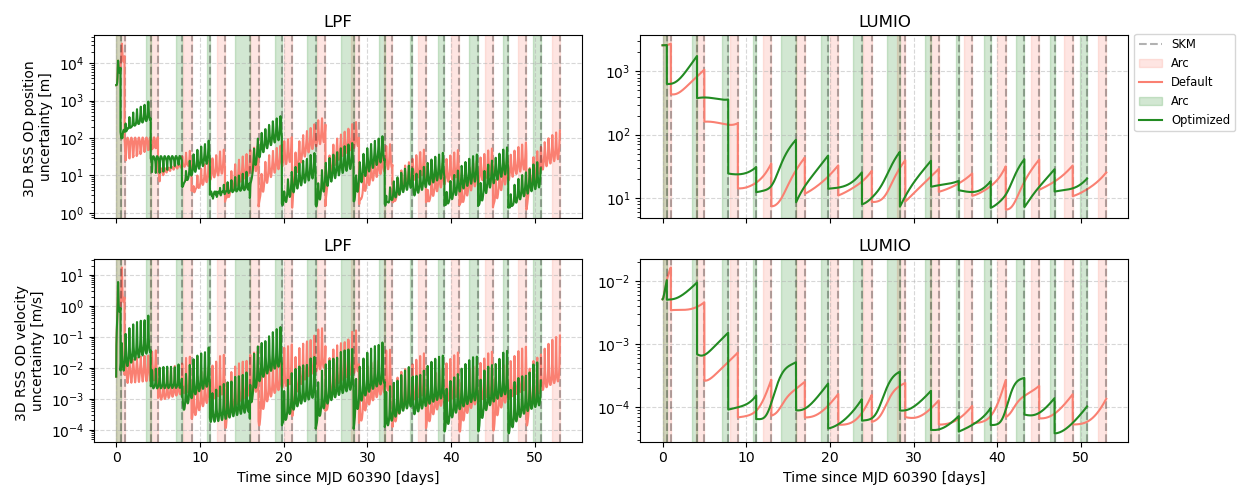 LPF
LUMIO
3D RSS OD position
uncertainty [m]
10⁴
10³
10²
10¹
10⁰
10³
10²
10¹
SKM
Arc
Default
Arc
Optimized
LPF
LUMIO
3D RSS OD velocity
uncertainty [m/s]
10¹
10⁰
10⁻¹
10⁻²
10⁻³
10⁻⁴
10⁻²
10⁻³
10⁻⁴
0 10 20 30 40 50
0 10 20 30 40 50
Time since MJD 60390 [days]
Time since MJD 60390 [days]